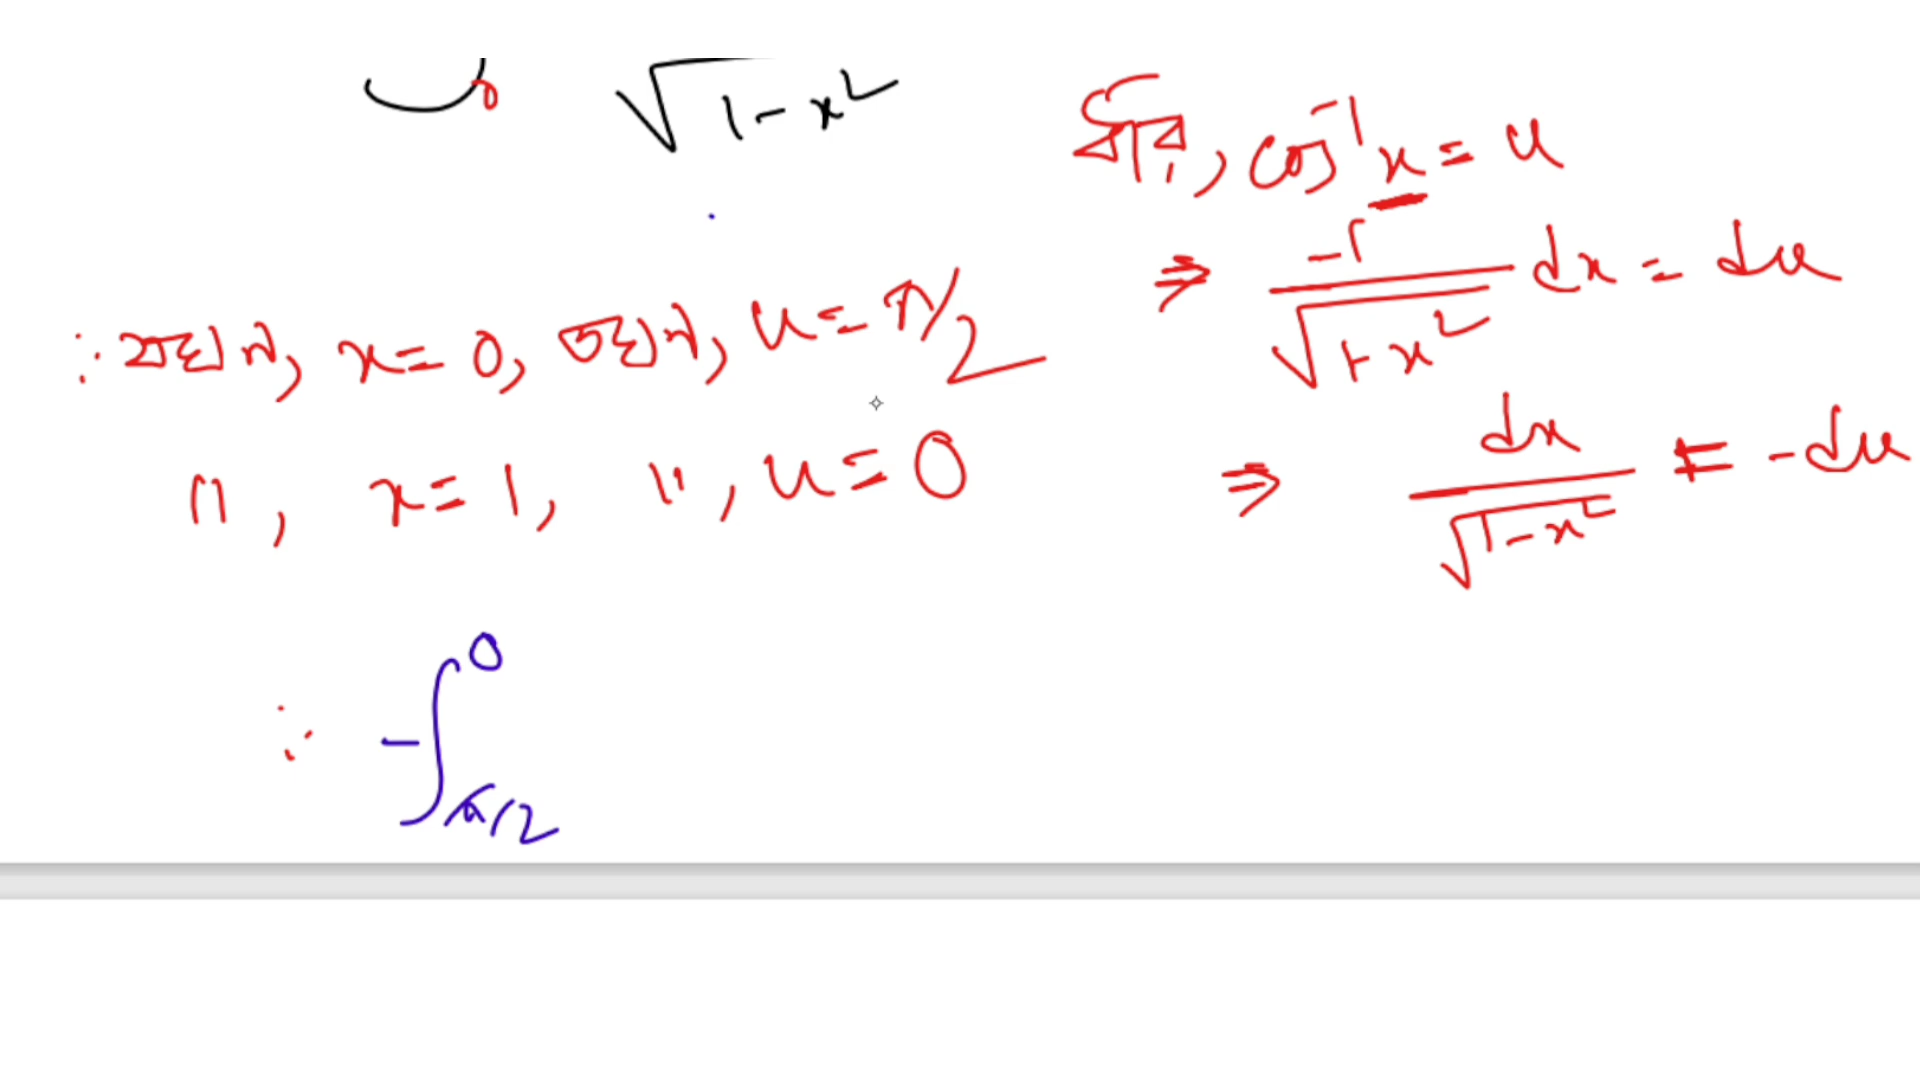 ∫₀ √(1-x²)
ধরি, cos⁻¹x = u
⇒ -1/√(1-x²) dx = du
∴ যখন, x = 0, তখন, u = π/2
⇒ dx/√(1-x²) = -du
", x = 1, ", u = 0
∴ -∫_{π/2}^{0}